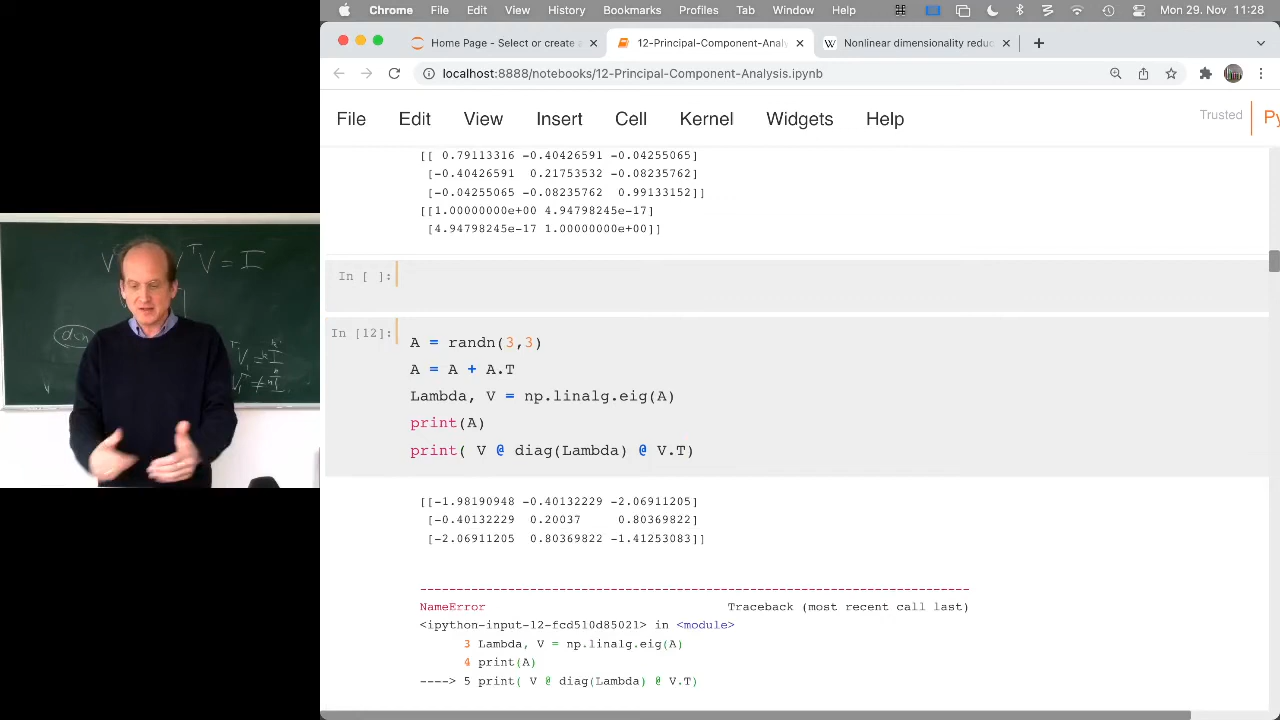 Chrome File Edit View History Bookmarks Profiles Tab Window Help Mon 29. Nov 11:28
Home Page - Select or create a 12-Principal-Component-Analy Nonlinear dimensionality reduc
localhost:8888/notebooks/12-Principal-Component-Analysis.ipynb
File Edit View Insert Cell Kernel Widgets Help Trusted Py
[[ 0.79113316 -0.40426591 -0.04255065]
[-0.40426591 0.21753532 -0.08235762]
[-0.04255065 -0.08235762 0.99133152]]
[[1.00000000e+00 4.94798245e-17]
[4.94798245e-17 1.00000000e+00]]
In [ ]:
In [12]:
A = randn(3,3)
A = A + A.T
Lambda, V = np.linalg.eig(A)
print(A)
print( V @ diag(Lambda) @ V.T)
[[-1.98190948 -0.40132229 -2.06911205]
[-0.40132229 0.20037 0.80369822]
[-2.06911205 0.80369822 -1.41253083]]
---------------------------------------------------------------------------
NameError Traceback (most recent call last)
<ipython-input-12-fcd510d85021> in <module>
3 Lambda, V = np.linalg.eig(A)
4 print(A)
----> 5 print( V @ diag(Lambda) @ V.T)
V = I